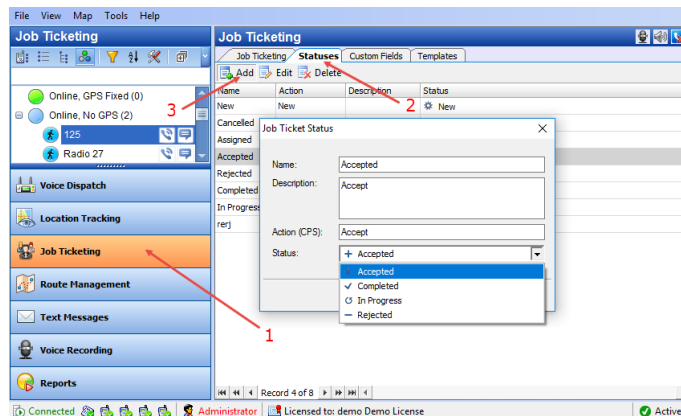 File View Map Tools Help
Job Ticketing
Online, GPS Fixed (0)
Online, No GPS (2)
125
Radio 27
Voice Dispatch
Location Tracking
Job Ticketing
Route Management
Text Messages
Voice Recording
Reports
Job Ticketing
Job Ticketing Statuses Custom Fields Templates
Add Edit Delete
Name Action Description Status
New New New
Cancelled
Assigned
Accepted
Rejected
Completed
In Progress
rerj
Job Ticket Status
Name: Accepted
Description: Accept
Action (CPS): Accept
Status: Accepted
Accepted
Completed
In Progress
Rejected
3
2
1
Record 4 of 8
Connected Administrator Licensed to: demo Demo License Active